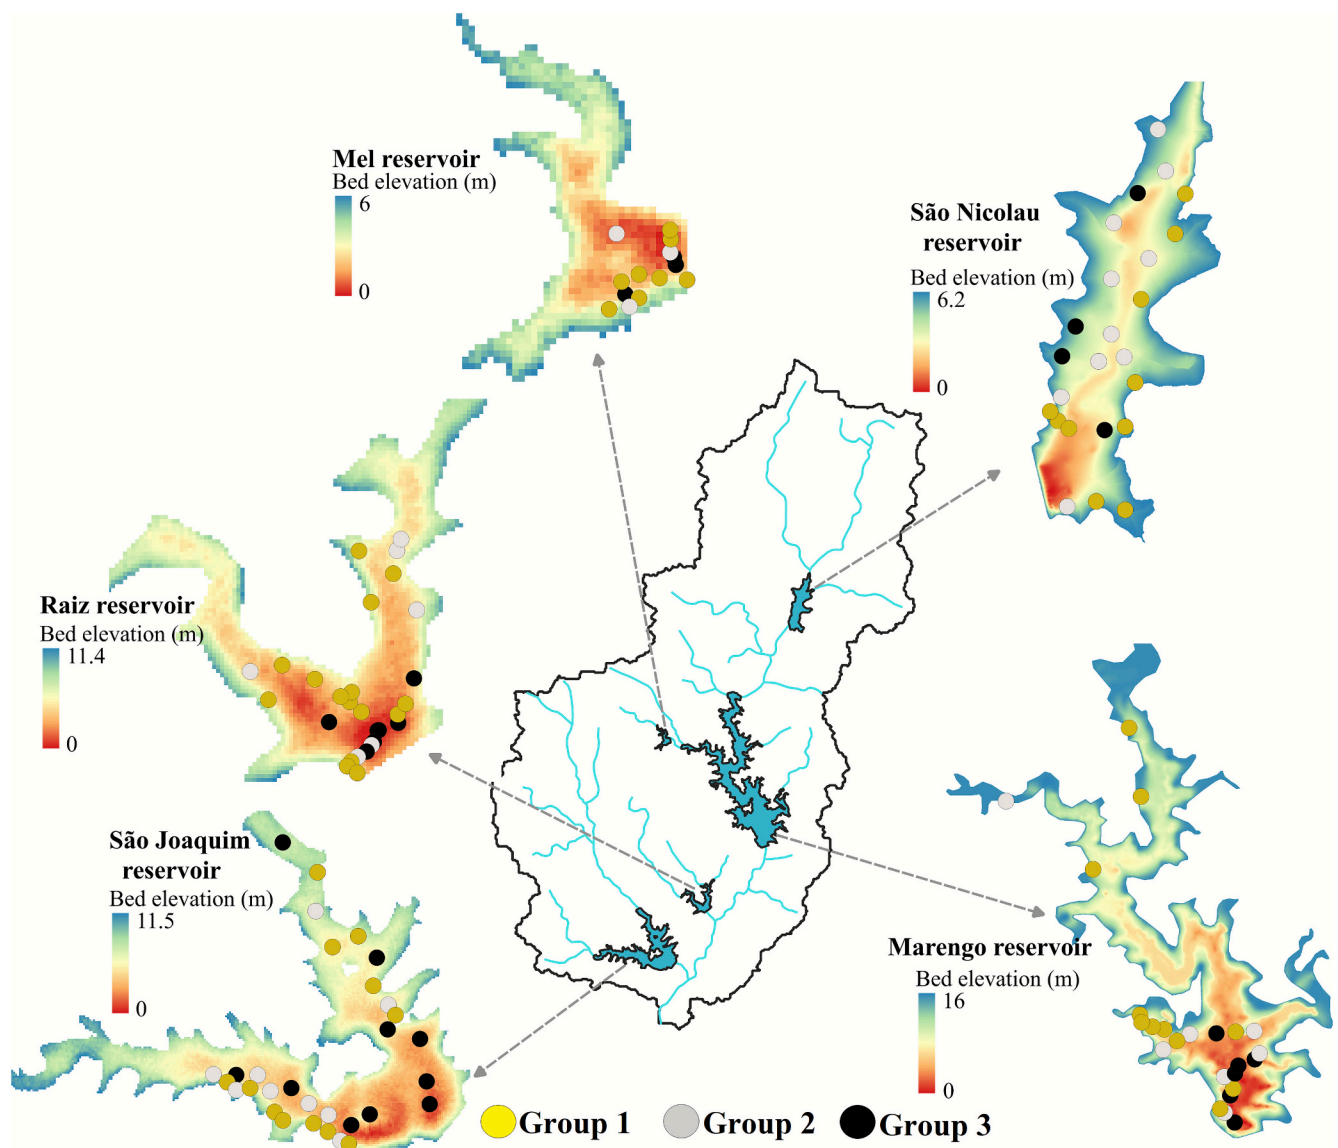 Mel reservoir
Bed elevation (m)
6
0
São Nicolau
reservoir
Bed elevation (m)
6.2
0
Raiz reservoir
Bed elevation (m)
11.4
0
São Joaquim
reservoir
Bed elevation (m)
11.5
0
Marengo reservoir
Bed elevation (m)
16
0
Group 1
Group 2
Group 3